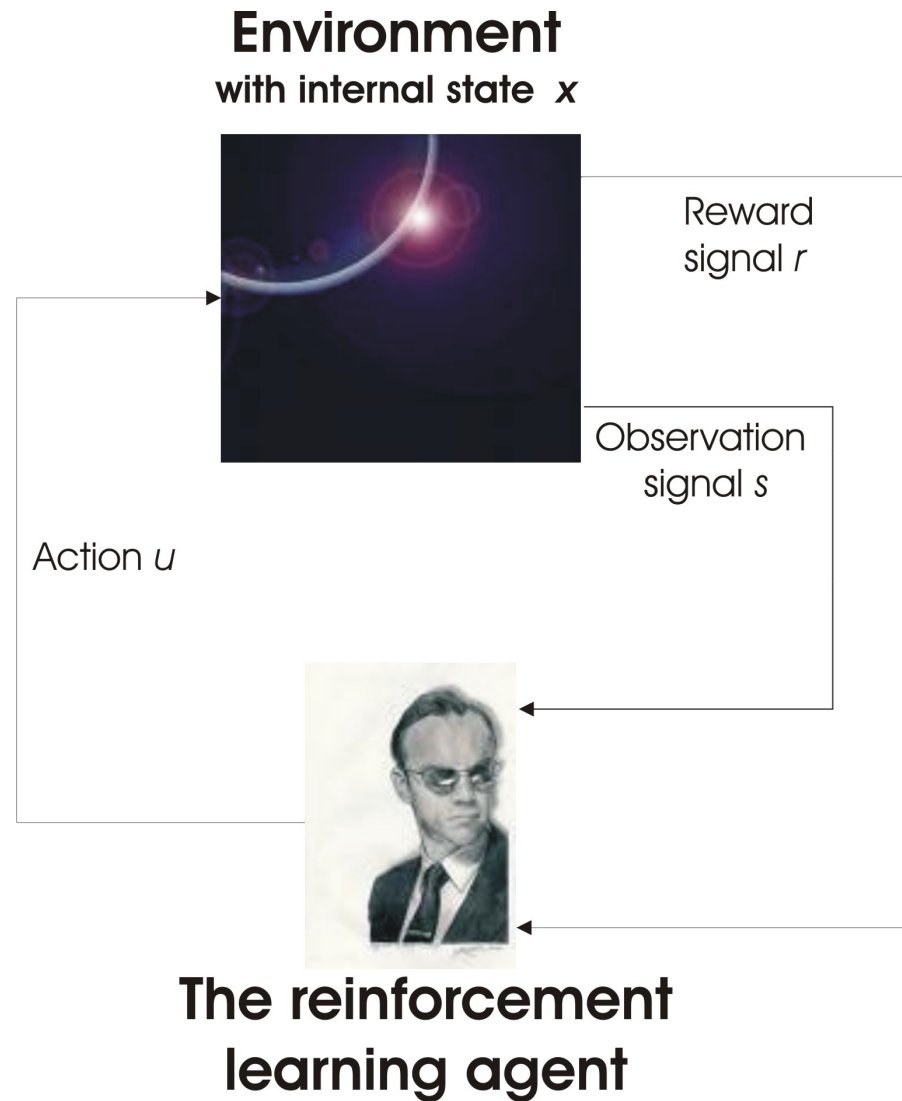 Environment
with internal state x
Reward
signal r
Observation
signal s
Action u
The reinforcement
learning agent